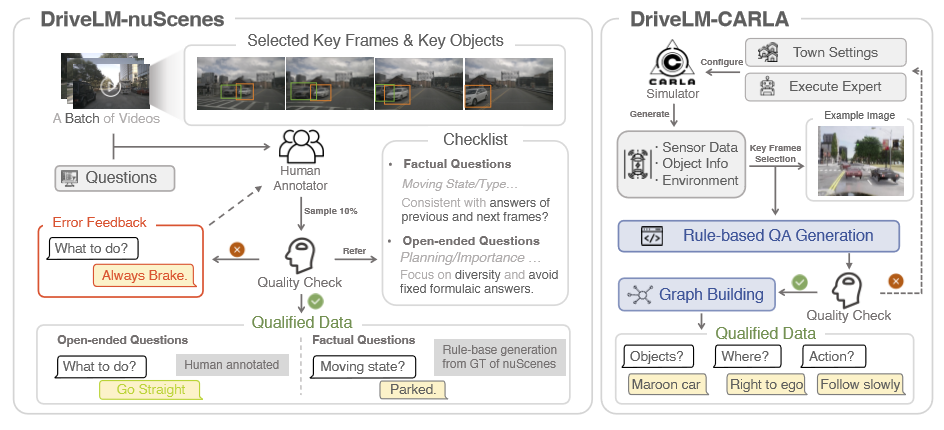 DriveLM-nuScenes
Selected Key Frames & Key Objects
A Batch of Videos
Questions
Human
Annotator
Sample 10%
Error Feedback
What to do?
Always Brake.
Quality Check
Refer
Checklist
• Factual Questions
Moving State/Type…
Consistent with answers of
previous and next frames?
• Open-ended Questions
Planning/Importance …
Focus on diversity and avoid
fixed formulaic answers.
Qualified Data
Open-ended Questions
What to do?
Human annotated
Go Straight
Factual Questions
Moving state?
Rule-base generation
from GT of nuScenes
Parked.
DriveLM-CARLA
CARLA
Simulator
Configure
Town Settings
Execute Expert
Generate
· Sensor Data
· Object Info
· Environment
Key Frames
Selection
Example Image
Rule-based QA Generation
Graph Building
Quality Check
Qualified Data
Objects?
Where?
Action?
Maroon car
Right to ego
Follow slowly